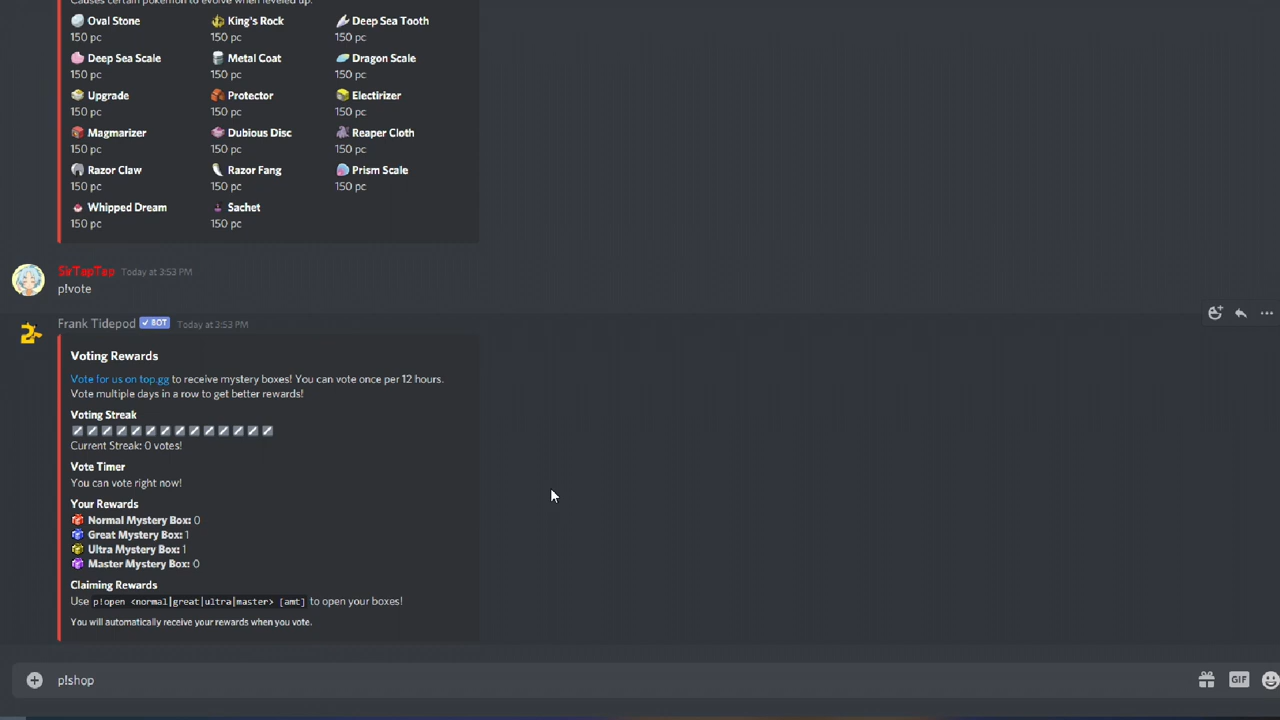 Causes certain pokémon to evolve when leveled up.
Oval Stone King's Rock Deep Sea Tooth
150 pc 150 pc 150 pc
Deep Sea Scale Metal Coat Dragon Scale
150 pc 150 pc 150 pc
Upgrade Protector Electirizer
150 pc 150 pc 150 pc
Magmarizer Dubious Disc Reaper Cloth
150 pc 150 pc 150 pc
Razor Claw Razor Fang Prism Scale
150 pc 150 pc 150 pc
Whipped Dream Sachet
150 pc 150 pc
SirTapTap Today at 3:53 PM
p!vote
Frank Tidepod BOT Today at 3:53 PM
Voting Rewards
Vote for us on top.gg to receive mystery boxes! You can vote once per 12 hours.
Vote multiple days in a row to get better rewards!
Voting Streak
Current Streak: 0 votes!
Vote Timer
You can vote right now!
Your Rewards
Normal Mystery Box: 0
Great Mystery Box: 1
Ultra Mystery Box: 1
Master Mystery Box: 0
Claiming Rewards
Use p!open <normal|great|ultra|master> [amt] to open your boxes!
You will automatically receive your rewards when you vote.
p!shop
GIF